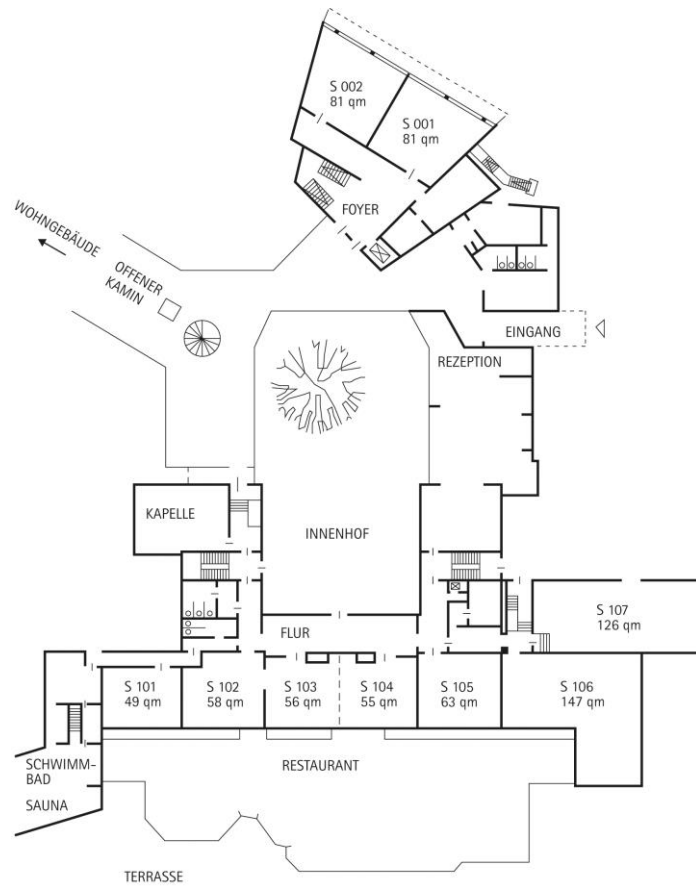 S 002
81 qm
S 001
81 qm
FOYER
WOHNGEBÄUDE
OFFENER
KAMIN
EINGANG
REZEPTION
KAPELLE
INNENHOF
S 107
126 qm
FLUR
S 101
49 qm
S 102
58 qm
S 103
56 qm
S 104
55 qm
S 105
63 qm
S 106
147 qm
SCHWIMM-
BAD
SAUNA
RESTAURANT
TERRASSE